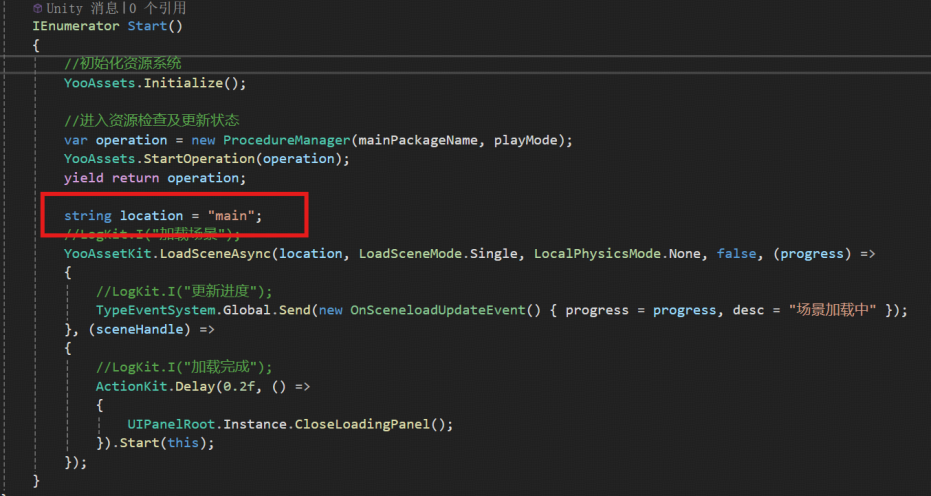 Unity 消息|0 个引用
IEnumerator Start()
{
//初始化资源系统
YooAssets.Initialize();
//进入资源检查及更新状态
var operation = new ProcedureManager(mainPackageName, playMode);
YooAssets.StartOperation(operation);
yield return operation;
string location = "main";
//LogKit.I("加载场景");
YooAssetKit.LoadSceneAsync(location, LoadSceneMode.Single, LocalPhysicsMode.None, false, (progress) =>
{
//LogKit.I("更新进度");
TypeEventSystem.Global.Send(new OnSceneloadUpdateEvent() { progress = progress, desc = "场景加载中" });
}, (sceneHandle) =>
{
//LogKit.I("加载完成");
ActionKit.Delay(0.2f, () =>
{
UIPanelRoot.Instance.CloseLoadingPanel();
}).Start(this);
});
}